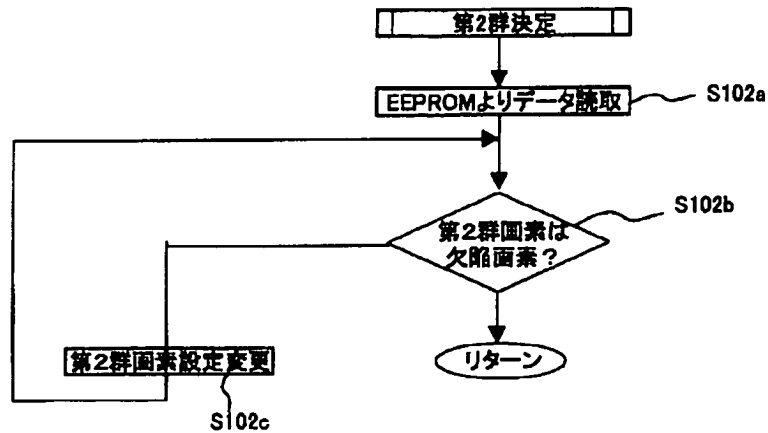 第2群決定
EEPROMよりデータ読取
S102a
第2群画素は
欠陥画素?
S102b
リターン
第2群画素設定変更
S102c